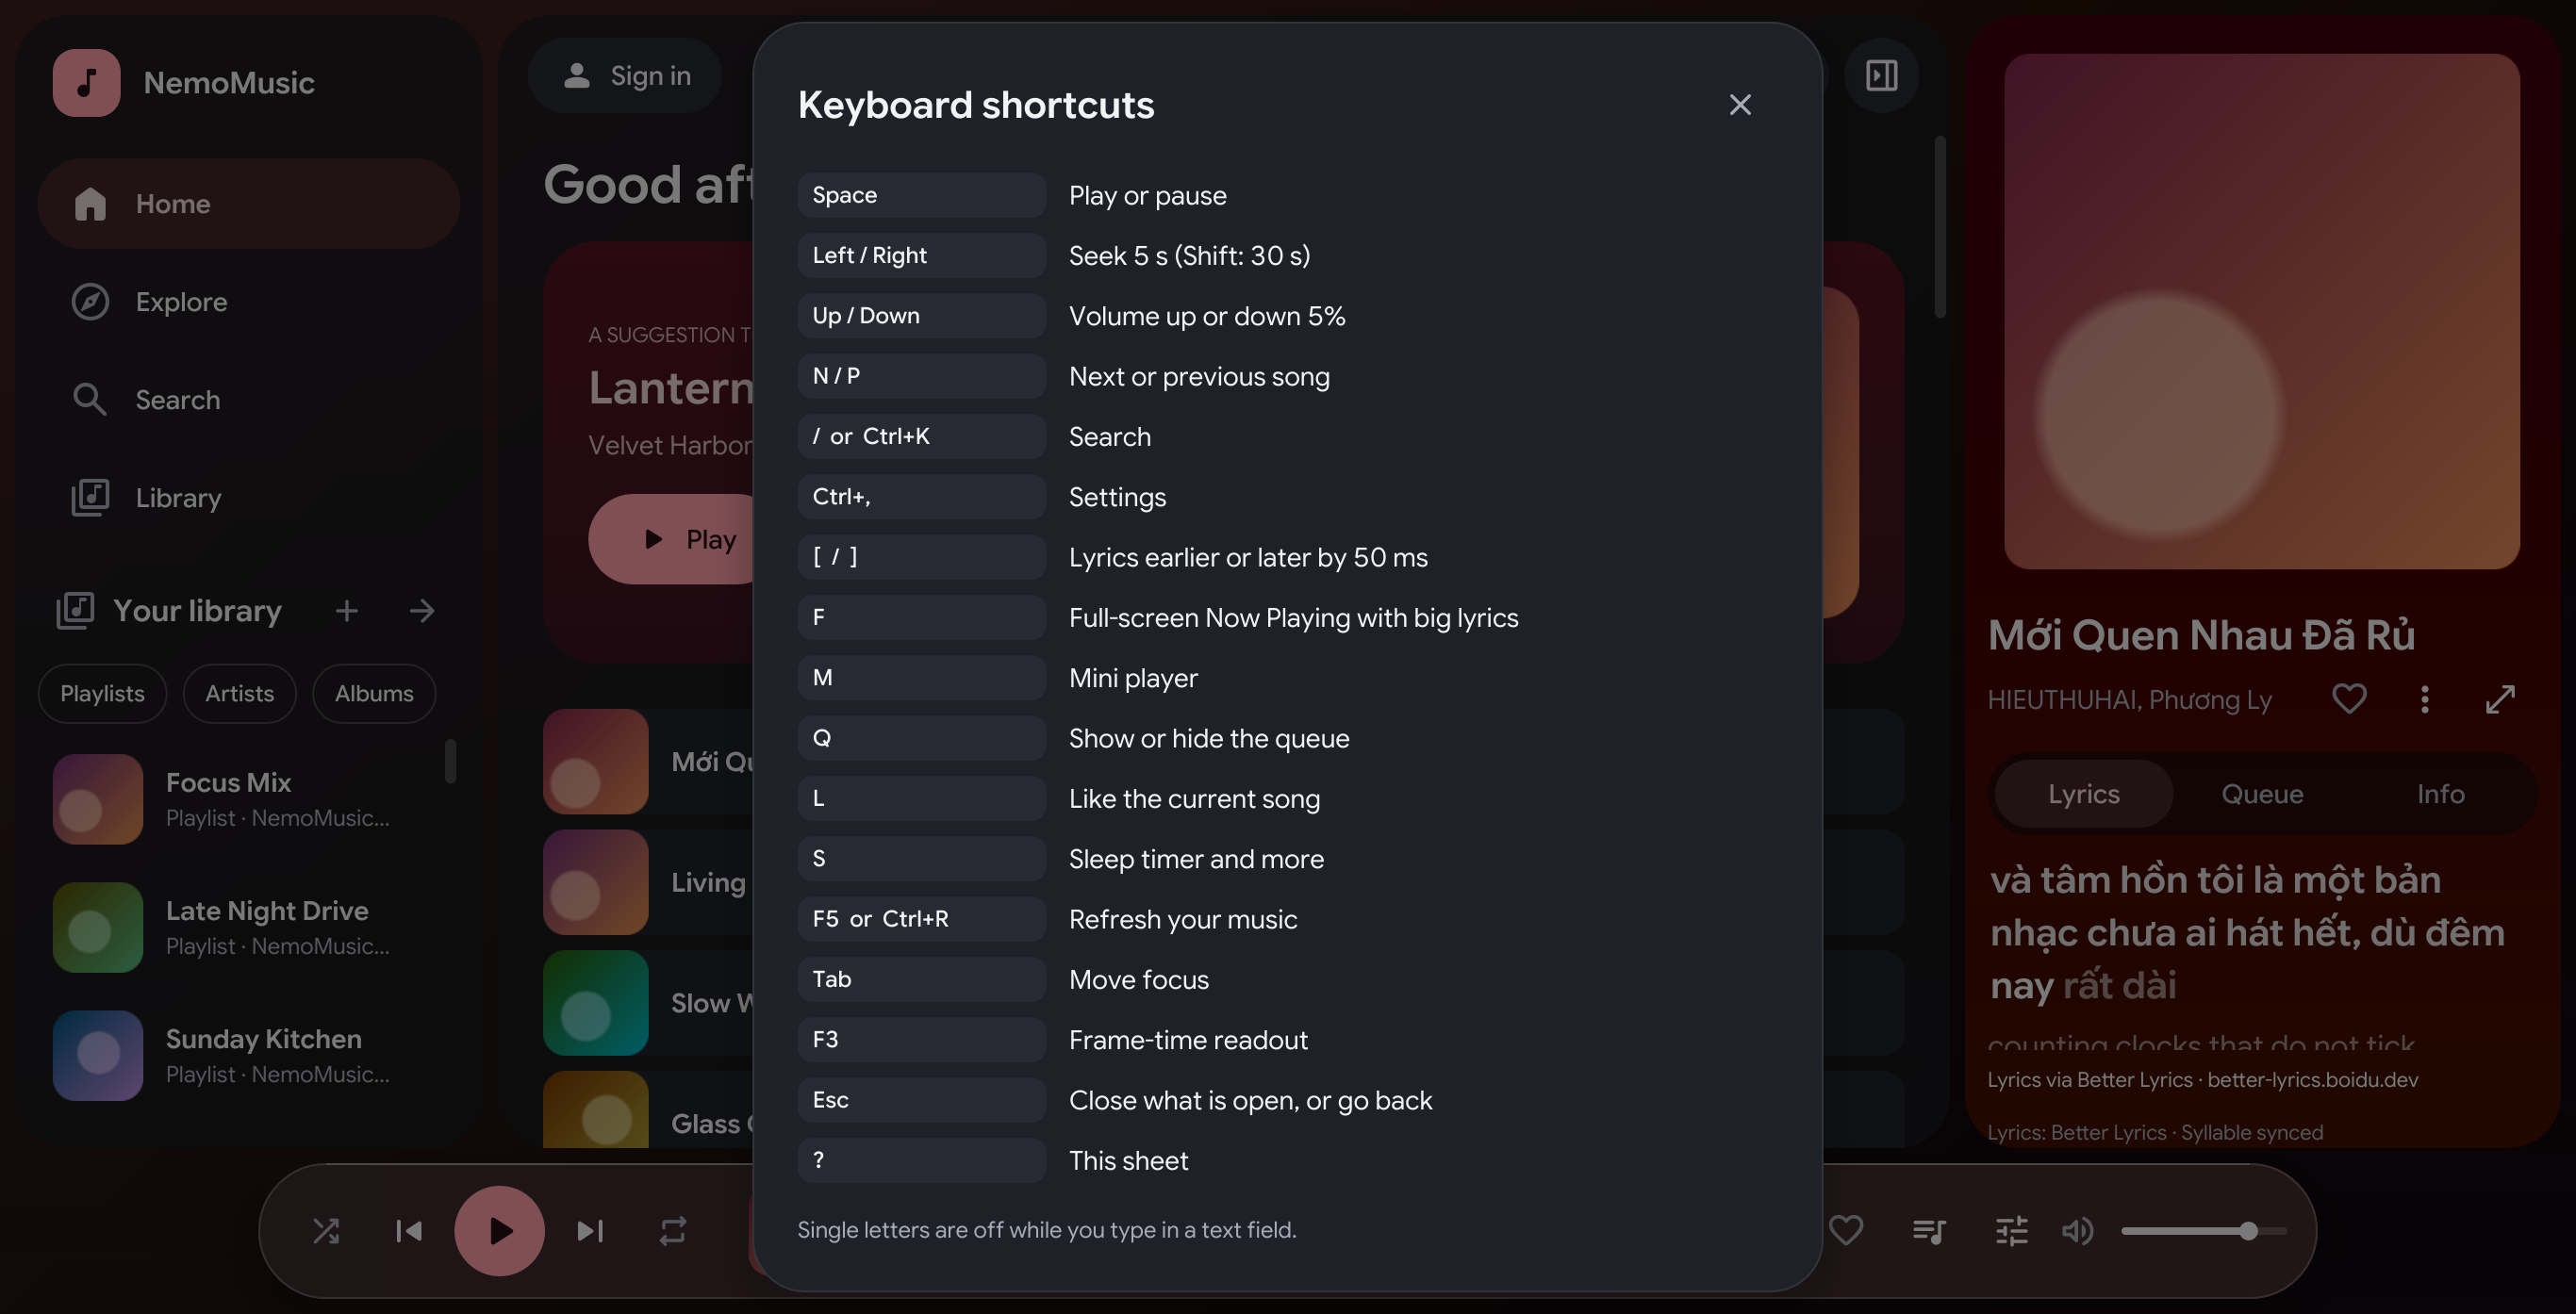 NemoMusic
Home
Explore
Search
Library
Your library
Playlists
Artists
Albums
Focus Mix
Playlist · NemoMusic...
Late Night Drive
Playlist · NemoMusic...
Sunday Kitchen
Playlist · NemoMusic...
Sign in
Good
A SUGGESTION
Lantern
Velvet Harbor
Play
Mới
Living
Slow
Glass
Keyboard shortcuts
Space Play or pause
Left / Right Seek 5 s (Shift: 30 s)
Up / Down Volume up or down 5%
N / P Next or previous song
/ or Ctrl+K Search
Ctrl+, Settings
[ / ] Lyrics earlier or later by 50 ms
F Full-screen Now Playing with big lyrics
M Mini player
Q Show or hide the queue
L Like the current song
S Sleep timer and more
F5 or Ctrl+R Refresh your music
Tab Move focus
F3 Frame-time readout
Esc Close what is open, or go back
? This sheet
Single letters are off while you type in a text field.
Mới Quen Nhau Đã Rủ
HIEUTHUHAI, Phương Ly
Lyrics
Queue
Info
và tâm hồn tôi là một bản
nhạc chưa ai hát hết, dù đêm
nay rất dài
counting clocks that do not tick
Lyrics via Better Lyrics · better-lyrics.boidu.dev
Lyrics: Better Lyrics · Syllable synced